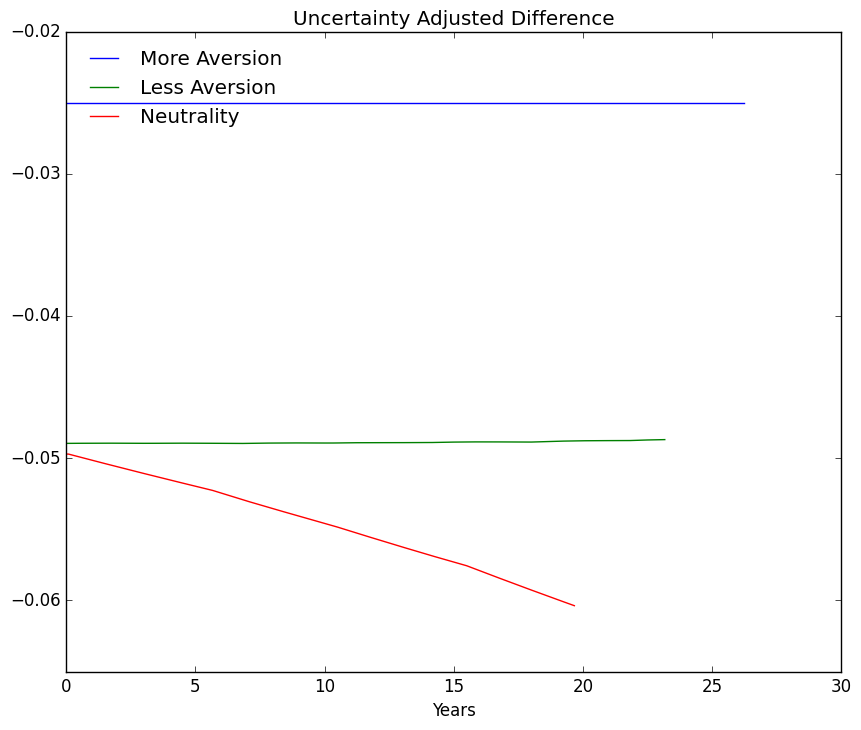 Uncertainty Adjusted Difference
−0.02
More Aversion
Less Aversion
Neutrality
−0.03
−0.04
−0.05
−0.06
0 5 10 15 20 25 30
Years